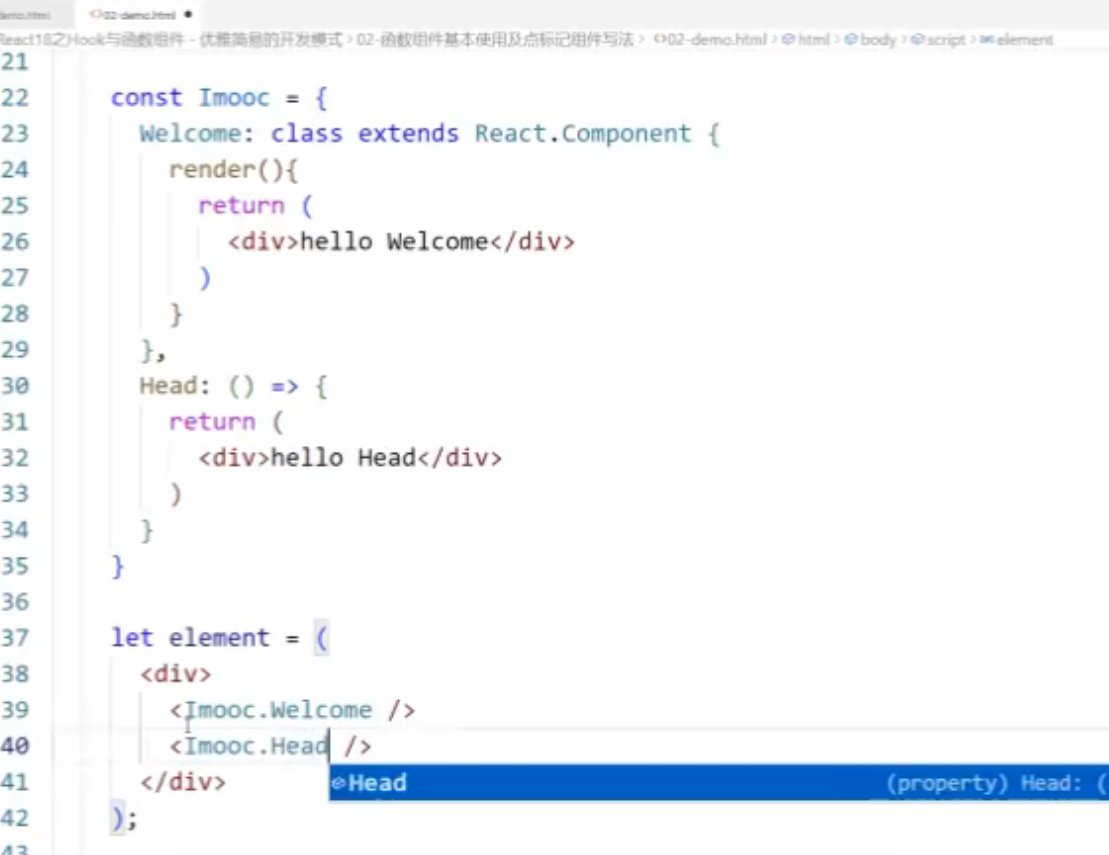 demo.html 02-demo.html
React18之Hook与函数组件 - 优雅简易的开发模式 > 02-函数组件基本使用及点标记组件写法 > 02-demo.html > html > body > script > element
21
22 const Imooc = {
23 Welcome: class extends React.Component {
24 render(){
25 return (
26 <div>hello Welcome</div>
27 )
28 }
29 },
30 Head: () => {
31 return (
32 <div>hello Head</div>
33 )
34 }
35 }
36
37 let element = (
38 <div>
39 <Imooc.Welcome />
40 <Imooc.Head />
41 </div>
Head (property) Head: (
42 );
43